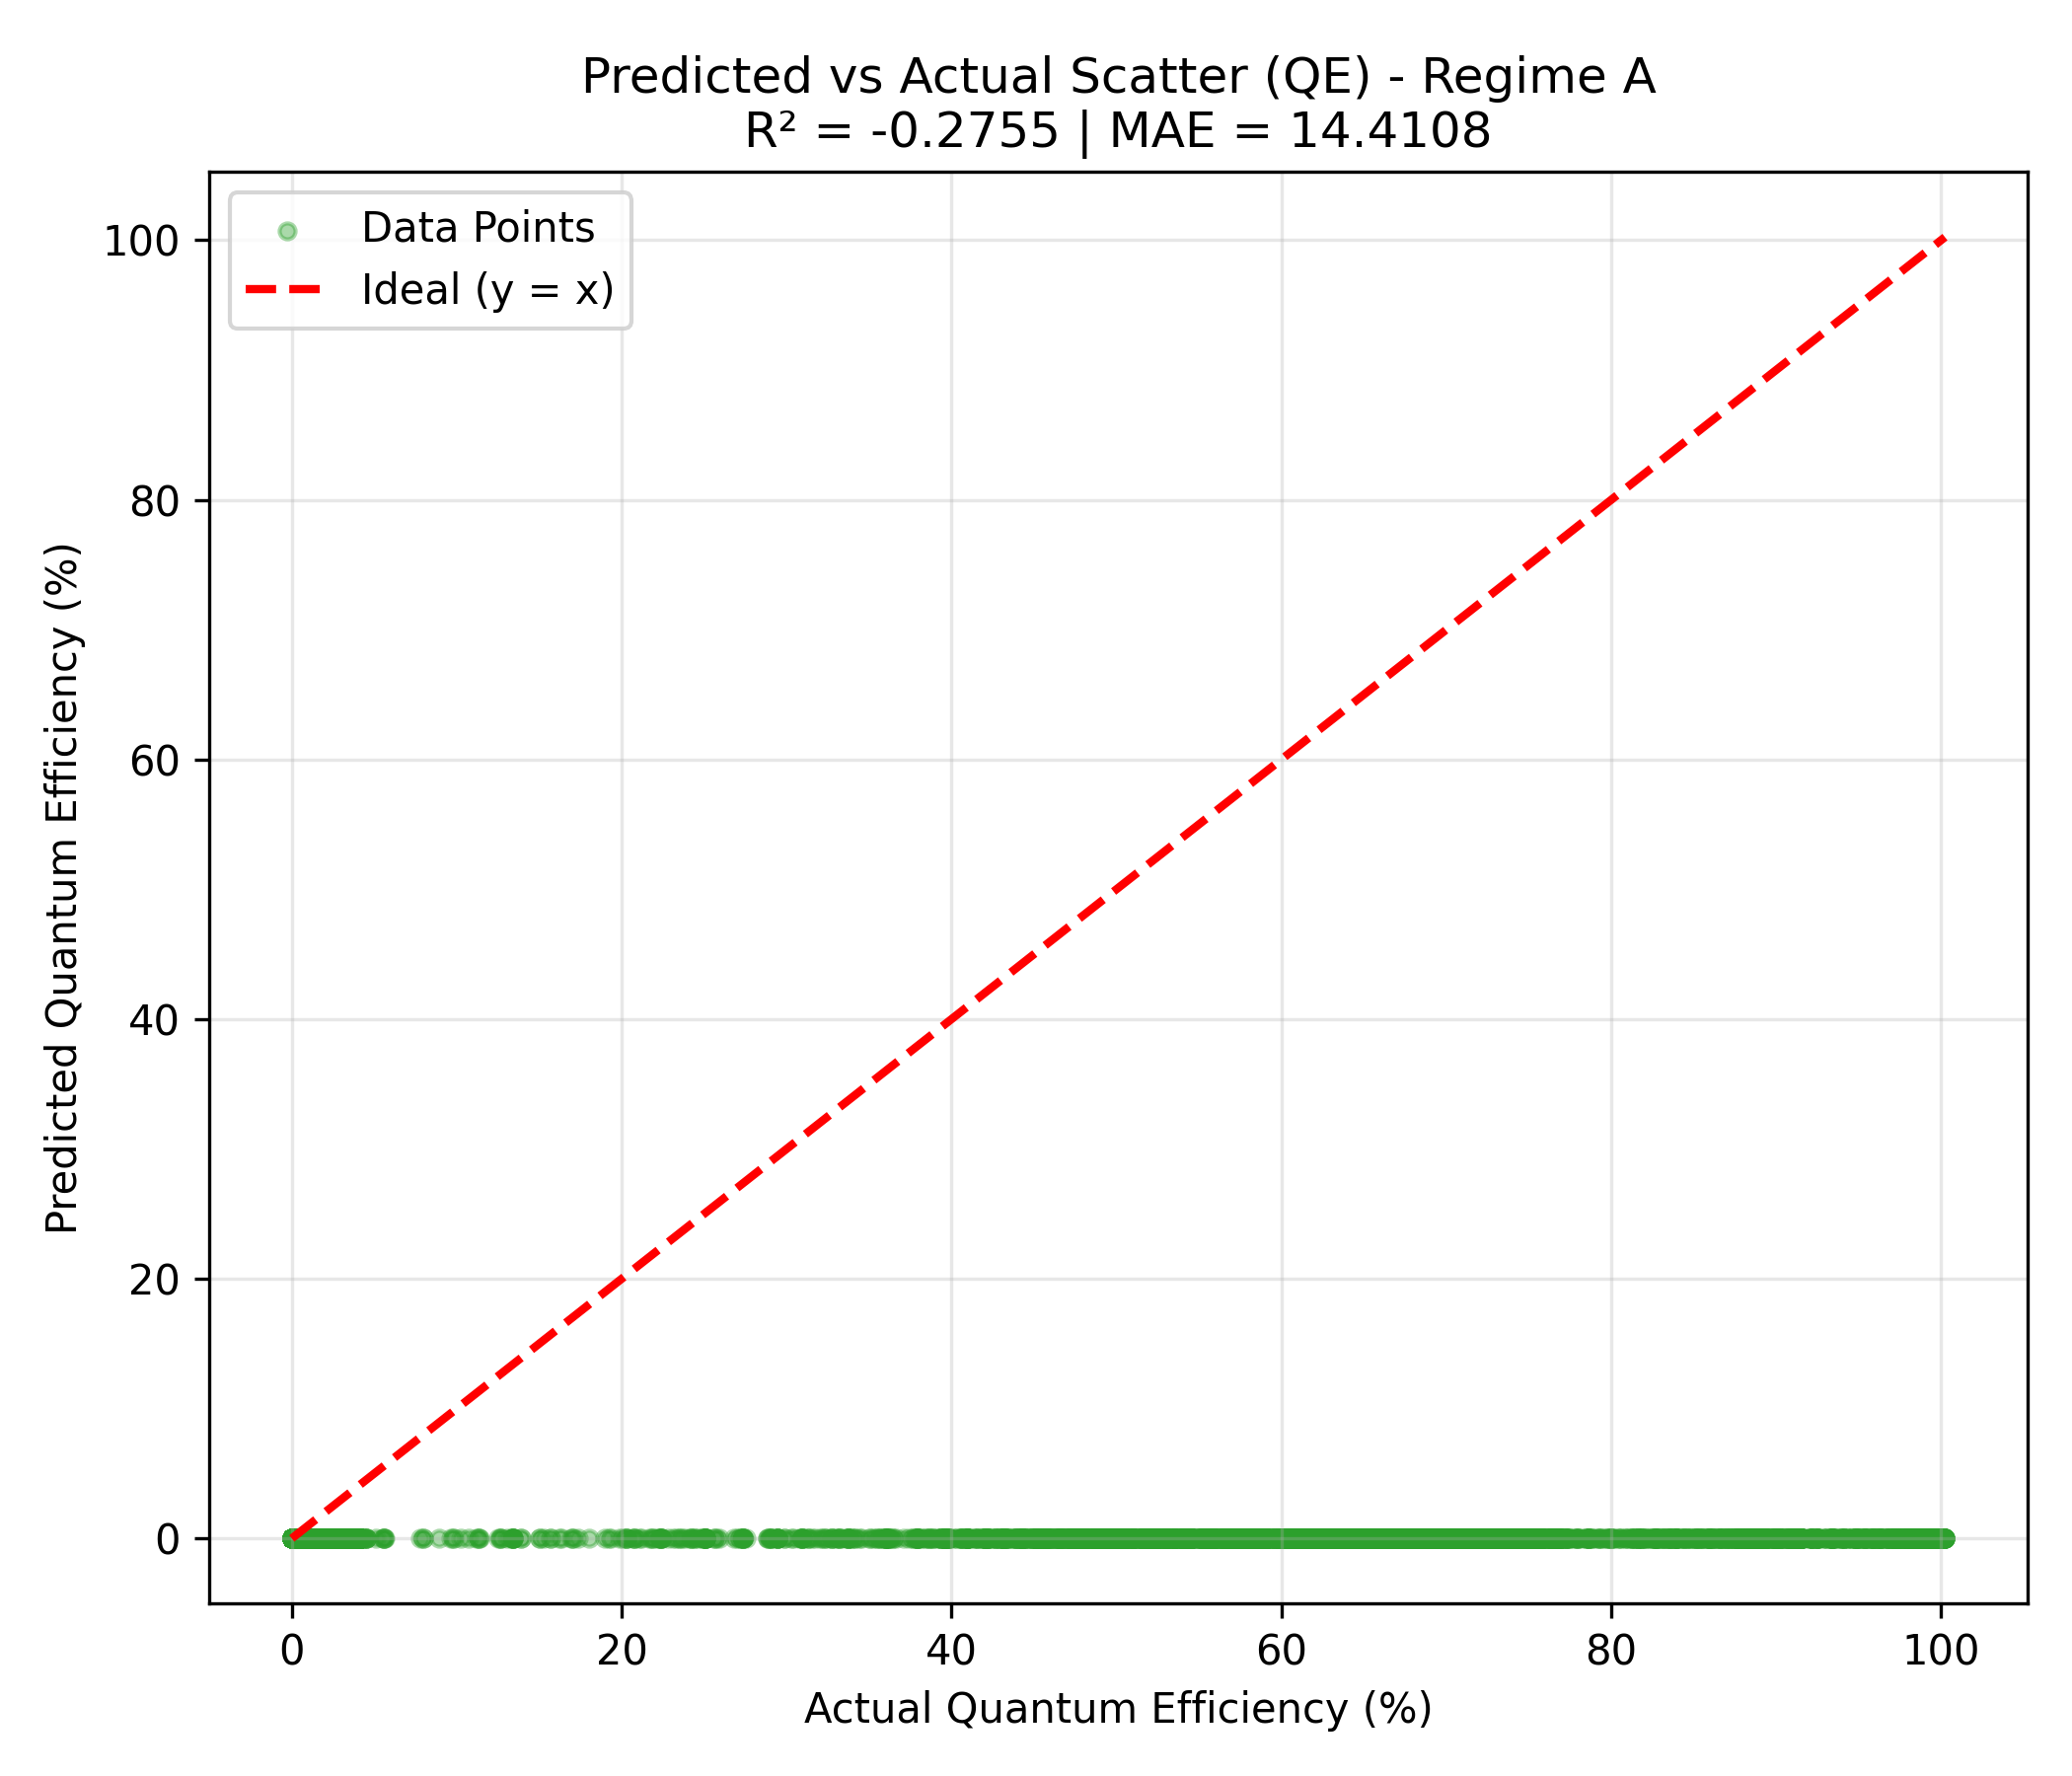 Predicted vs Actual Scatter (QE) - Regime A
R² = -0.2755 | MAE = 14.4108
Data Points
Ideal (y = x)
Predicted Quantum Efficiency (%)
100
80
60
40
20
0
0 20 40 60 80 100
Actual Quantum Efficiency (%)